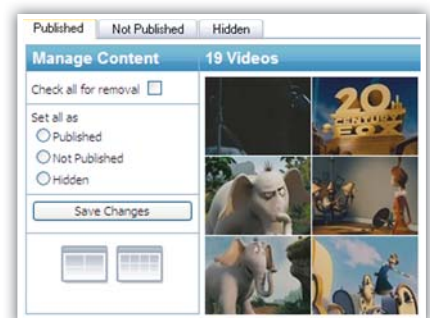 Published Not Published Hidden
Manage Content 19 Videos
Check all for removal
Set all as
Published
Not Published
Hidden
Save Changes
20
CENTURY
FOX